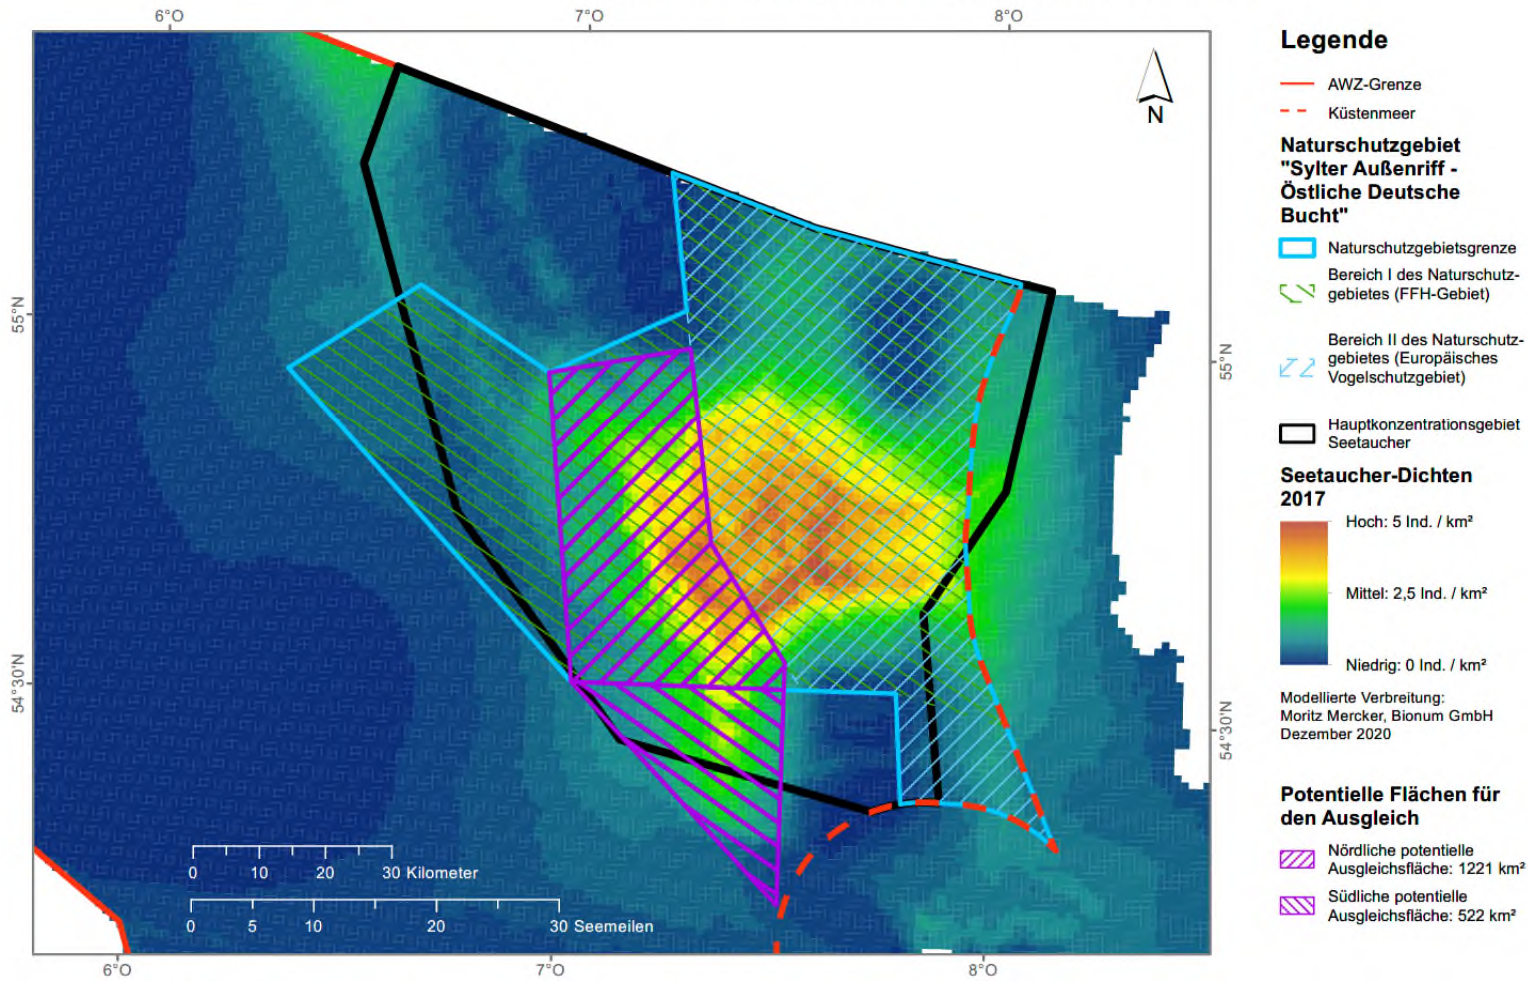 6°O
7°O
8°O
Legende
AWZ-Grenze
Küstenmeer
Naturschutzgebiet
"Sylter Außenriff -
Östliche Deutsche
Bucht"
Naturschutzgebietsgrenze
Bereich I des Naturschutz-
gebietes (FFH-Gebiet)
Bereich II des Naturschutz-
gebietes (Europäisches
Vogelschutzgebiet)
Hauptkonzentrationsgebiet
Seetaucher
Seetaucher-Dichten
2017
Hoch: 5 Ind. / km²
Mittel: 2,5 Ind. / km²
Niedrig: 0 Ind. / km²
Modellierte Verbreitung:
Moritz Mercker, Bionum GmbH
Dezember 2020
Potentielle Flächen für
den Ausgleich
Nördliche potentielle
Ausgleichsfläche: 1221 km²
Südliche potentielle
Ausgleichsfläche: 522 km²
N
55°N
55°N
54°30'N
54°30'N
0 10 20 30 Kilometer
0 5 10 20 30 Seemeilen
6°O
7°O
8°O